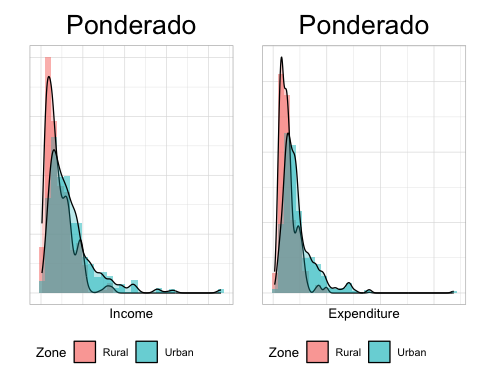 Ponderado
Ponderado
Income
Expenditure
Zone Rural Urban
Zone Rural Urban